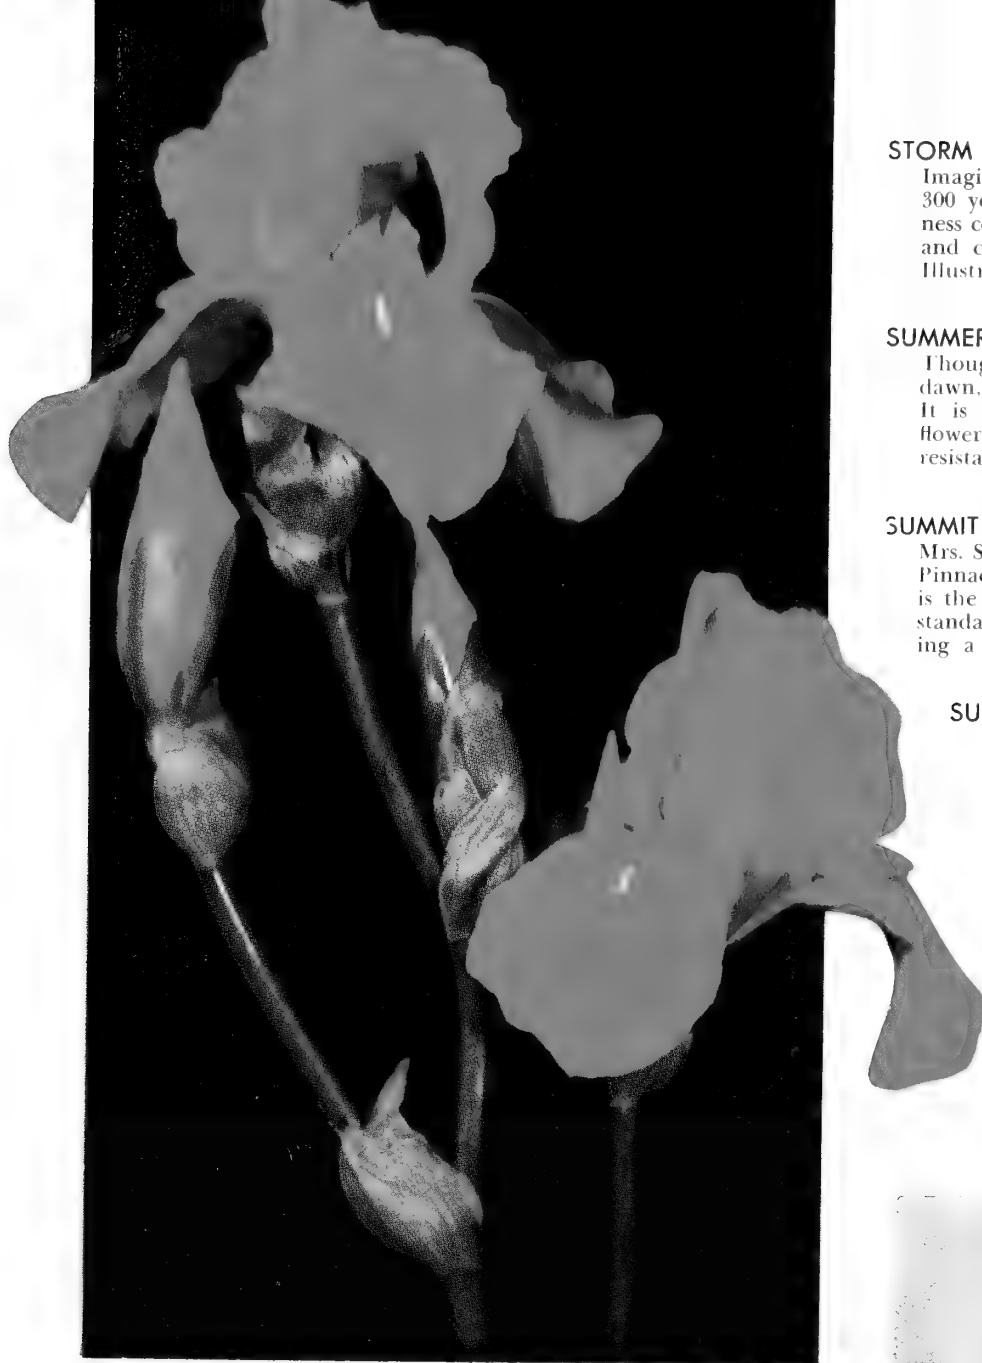 STORM
Imagi
300 ye
ness c
and c
Illustr
SUMMER
Thoug
dawn.
It is
flower
resista
SUMMIT
Mrs. S
Pinnac
is the
standa
ing a
SU